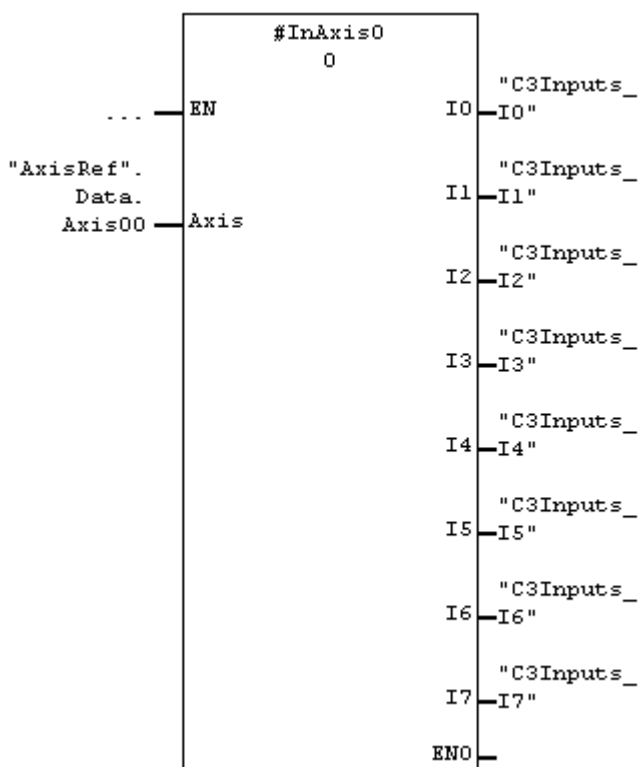 #InAxis0
0
"C3Inputs_
... EN I0 I0"
"AxisRef". "C3Inputs_
Data. I1 I1"
Axis00 Axis
"C3Inputs_
I2 I2"
"C3Inputs_
I3 I3"
"C3Inputs_
I4 I4"
"C3Inputs_
I5 I5"
"C3Inputs_
I6 I6"
"C3Inputs_
I7 I7"
ENO